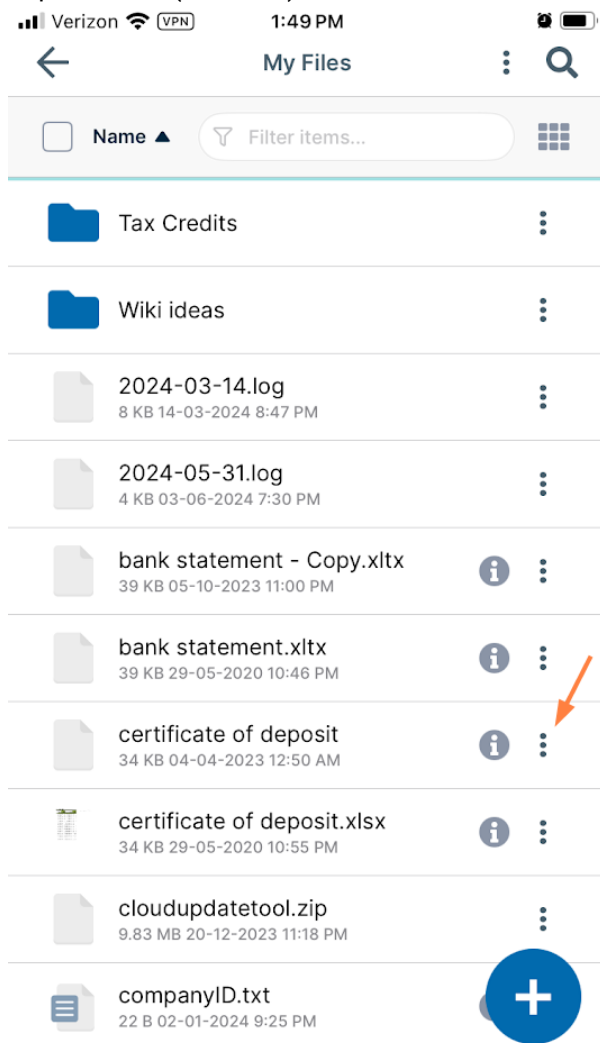 Verizon VPN 1:49 PM
My Files
Name ▲ Filter items...
Tax Credits
Wiki ideas
2024-03-14.log
8 KB 14-03-2024 8:47 PM
2024-05-31.log
4 KB 03-06-2024 7:30 PM
bank statement - Copy.xltx
39 KB 05-10-2023 11:00 PM
bank statement.xltx
39 KB 29-05-2020 10:46 PM
certificate of deposit
34 KB 04-04-2023 12:50 AM
certificate of deposit.xlsx
34 KB 29-05-2020 10:55 PM
cloudupdatetool.zip
9.83 MB 20-12-2023 11:18 PM
companyID.txt
22 B 02-01-2024 9:25 PM